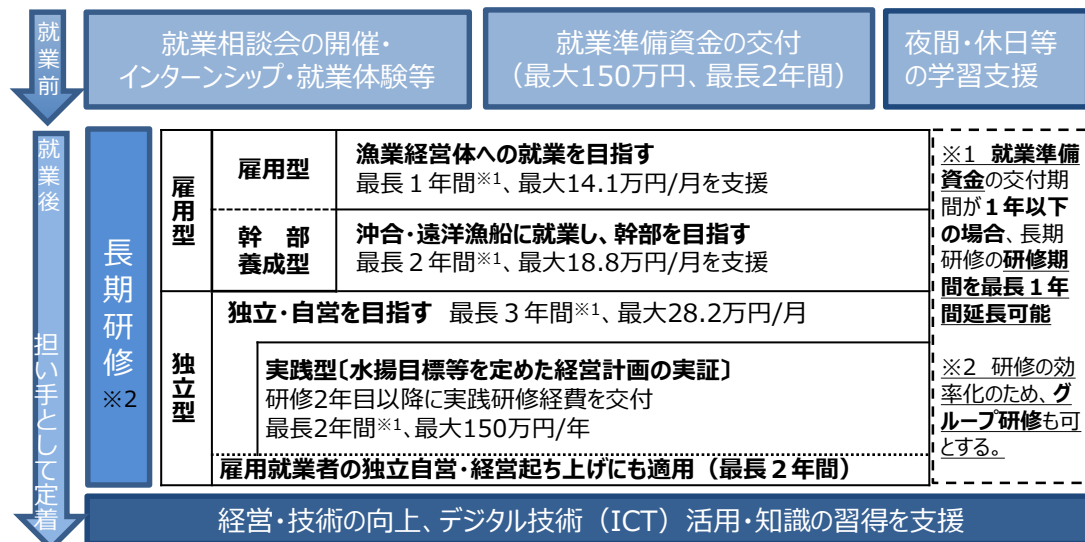 就業前
就業相談会の開催・
インターンシップ・就業体験等
就業準備資金の交付
（最大150万円、最長2年間）
夜間・休日等
の学習支援
就業後
担い手として定着
長期研修
※2
雇用型
雇用型
漁業経営体への就業を目指す
最長１年間※1、最大14.1万円/月を支援
幹　部
養成型
沖合・遠洋漁船に就業し、幹部を目指す
最長２年間※1、最大18.8万円/月を支援
独立型
独立・自営を目指す 最長３年間※1、最大28.2万円/月
実践型〔水揚目標等を定めた経営計画の実証〕
研修2年目以降に実践研修経費を交付
最長2年間※1、最大150万円/年
雇用就業者の独立自営・経営起ち上げにも適用（最長２年間）
※1 就業準備
資金の交付期
間が１年以下
の場合、長期
研修の研修期
間を最長１年
間延長可能
※2 研修の効
率化のため、グ
ループ研修も可
とする。
経営・技術の向上、デジタル技術（ICT）活用・知識の習得を支援